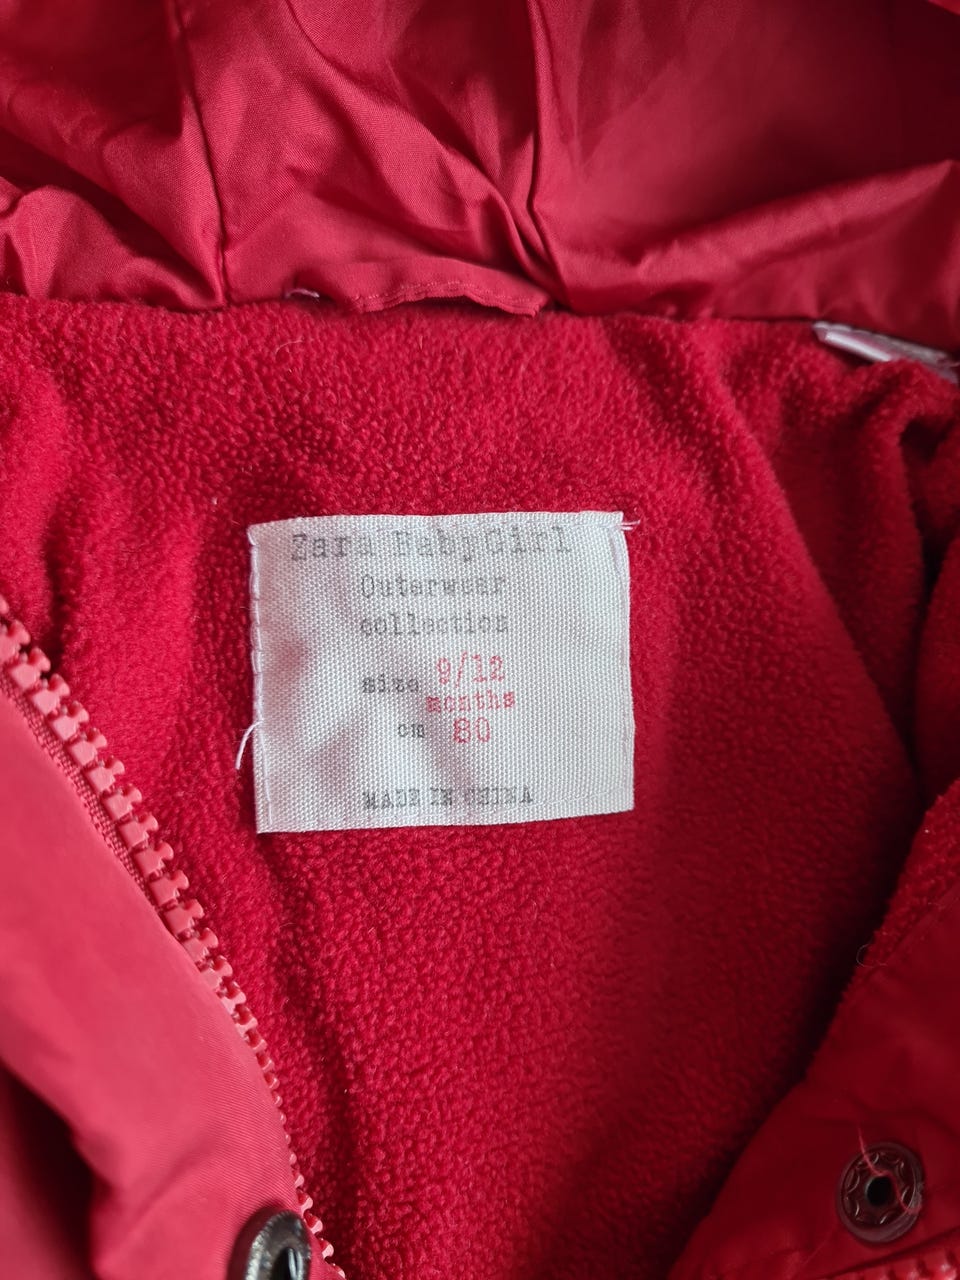 Zara BabyGirl
Outerwear
collection
size 9/12
months
cm 80
MADE IN CHINA